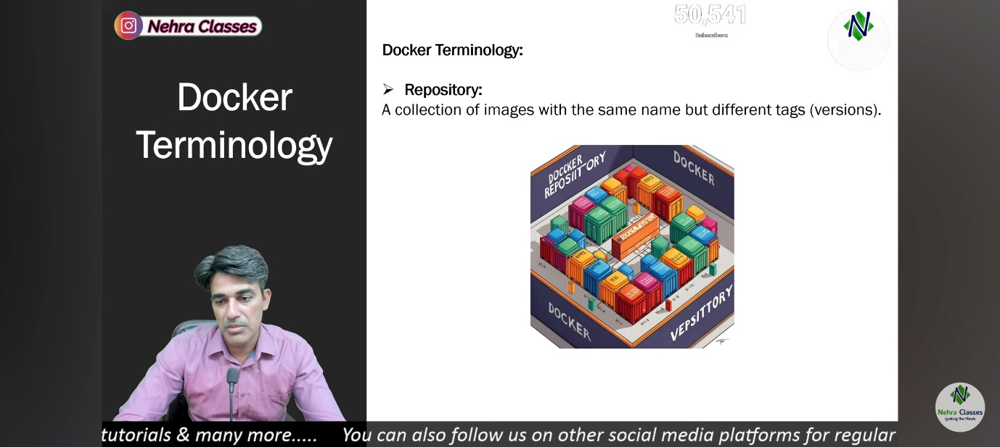 Nehra Classes
50,541
Subscribers
N
Docker
Terminology
Docker Terminology:
➢ Repository:
A collection of images with the same name but different tags (versions).
DOCCKER
REPOSIIT ORY
DOCKER
DOCKER
VEPSITTORY
N
Nehra Classes
Igniting The Minds
tutorials & many more..... You can also follow us on other social media platforms for regular